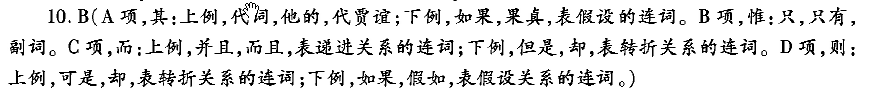 10. B(A项,其:上例,代词,他的,代贾谊;下例,如果,果真,表假设的连词。B项,惟:只,只有,
副词。C项,而:上例,并且,而且,表递进关系的连词;下例,但是,却,表转折关系的连词。D项,则:
上例,可是,却,表转折关系的连词;下例,如果,假如,表假设关系的连词。)